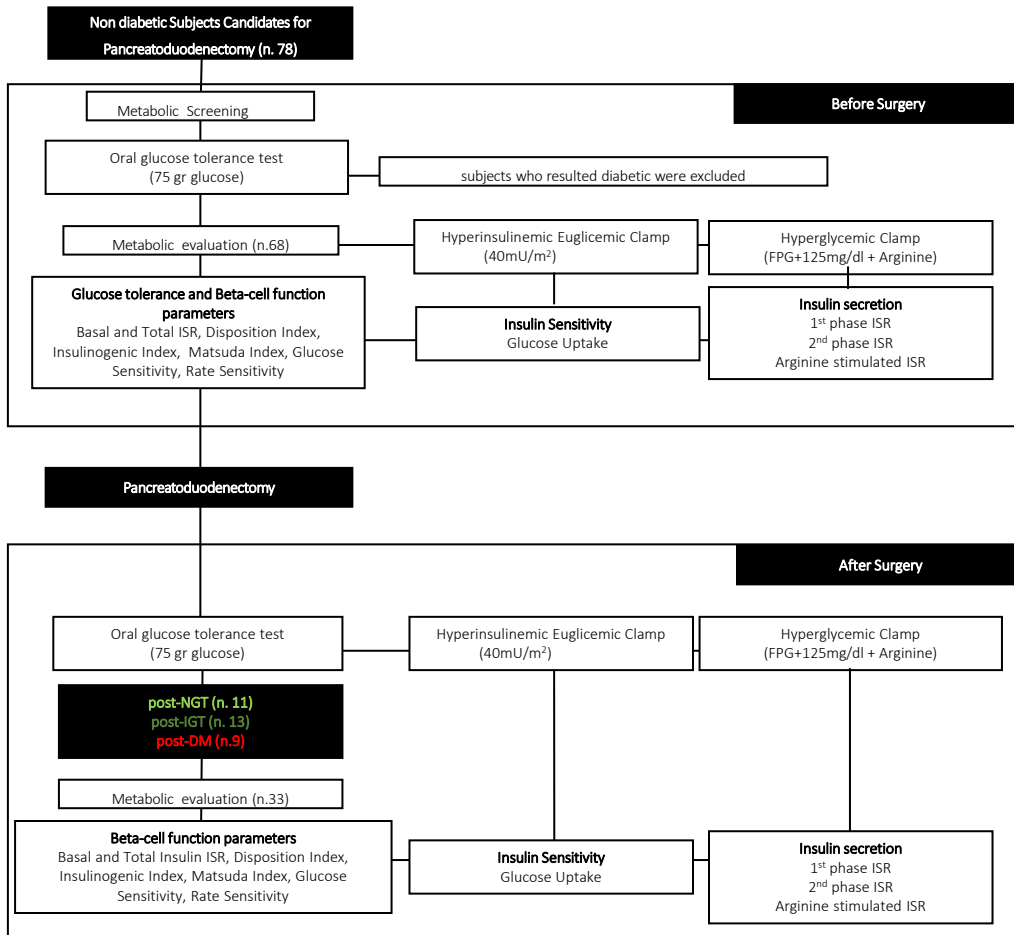 Non diabetic Subjects Candidates for
Pancreatoduodenectomy (n. 78)
Before Surgery
Metabolic Screening
Oral glucose tolerance test
(75 gr glucose)
subjects who resulted diabetic were excluded
Metabolic evaluation (n.68)
Hyperinsulinemic Euglicemic Clamp
(40mU/m²)
Hyperglycemic Clamp
(FPG+125mg/dl + Arginine)
Glucose tolerance and Beta-cell function
parameters
Basal and Total ISR, Disposition Index,
Insulinogenic Index, Matsuda Index, Glucose
Sensitivity, Rate Sensitivity
Insulin Sensitivity
Glucose Uptake
Insulin secretion
1st phase ISR
2nd phase ISR
Arginine stimulated ISR
Pancreatoduodenectomy
After Surgery
Oral glucose tolerance test
(75 gr glucose)
Hyperinsulinemic Euglicemic Clamp
(40mU/m²)
Hyperglycemic Clamp
(FPG+125mg/dl + Arginine)
post-NGT (n. 11)
post-IGT (n. 13)
post-DM (n.9)
Metabolic evaluation (n.33)
Beta-cell function parameters
Basal and Total Insulin ISR, Disposition Index,
Insulinogenic Index, Matsuda Index, Glucose
Sensitivity, Rate Sensitivity
Insulin Sensitivity
Glucose Uptake
Insulin secretion
1st phase ISR
2nd phase ISR
Arginine stimulated ISR